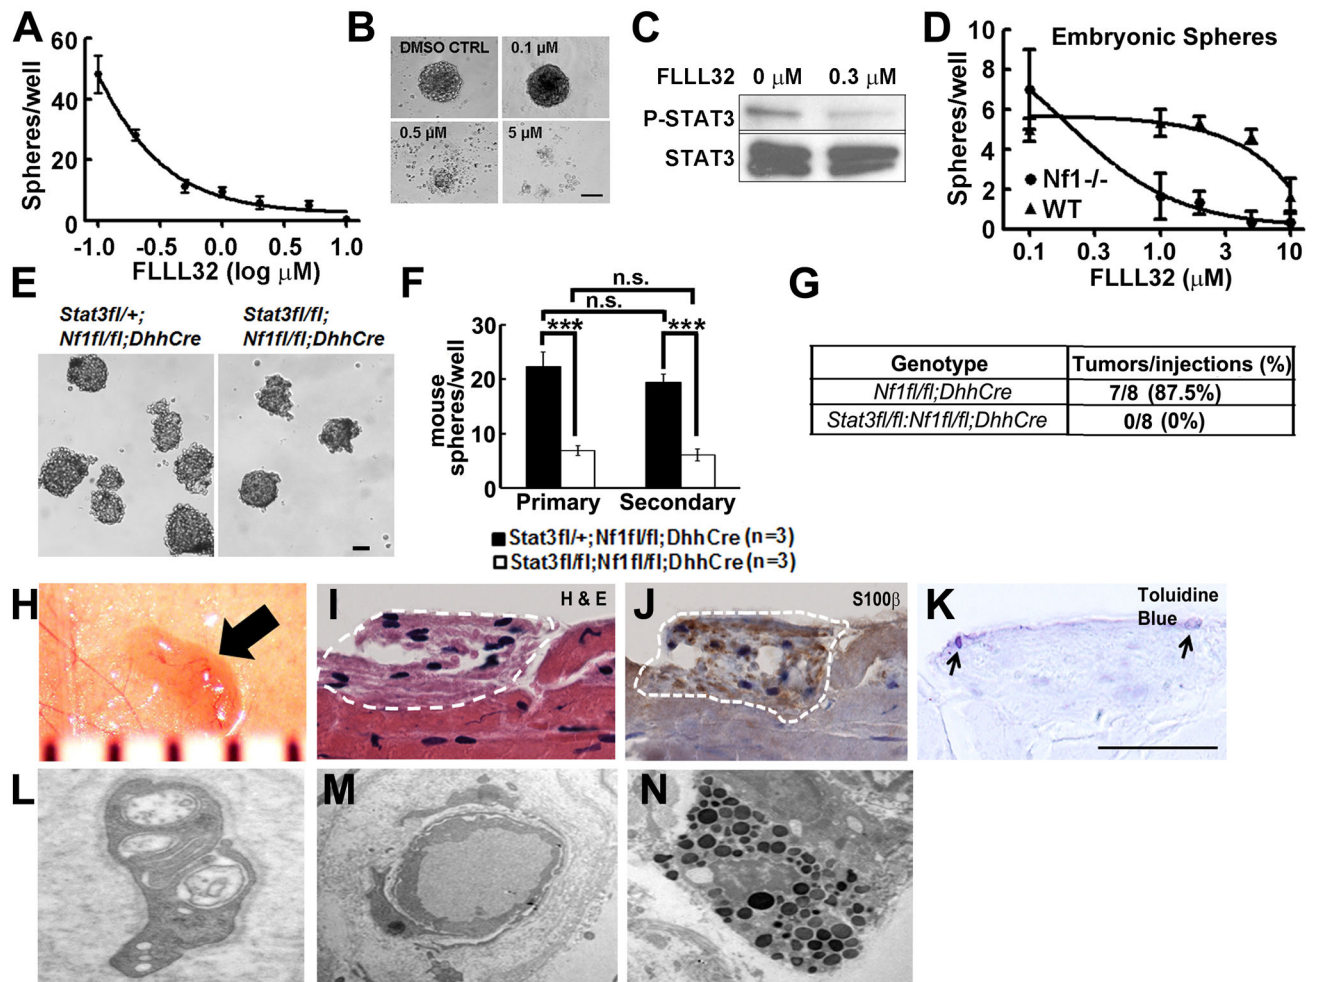 A
60
40
20
0
Spheres/well
-1.0 -0.5 0.0 0.5 1.0
FLLL32 (log μM)
B
DMSO CTRL
0.1 μM
0.5 μM
5 μM
C
FLLL32 0 μM 0.3 μM
P-STAT3
STAT3
D
Embryonic Spheres
10
8
6
4
2
0
Spheres/well
Nf1-/-
WT
0.1 0.3 1.0 3 10
FLLL32 (μM)
E
Stat3fl/+;
Nf1fl/fl;DhhCre
Stat3fl/fl;
Nf1fl/fl;DhhCre
F
n.s.
n.s.
*** ***
30
20
10
0
mouse
spheres/well
Primary Secondary
Stat3fl/+;Nf1fl/fl;DhhCre (n=3)
Stat3fl/fl;Nf1fl/fl;DhhCre (n=3)
G
Genotype Tumors/injections (%)
Nf1fl/fl;DhhCre 7/8 (87.5%)
Stat3fl/fl:Nf1fl/fl;DhhCre 0/8 (0%)
H
I
H & E
J
S100β
K
Toluidine
Blue
L
M
N